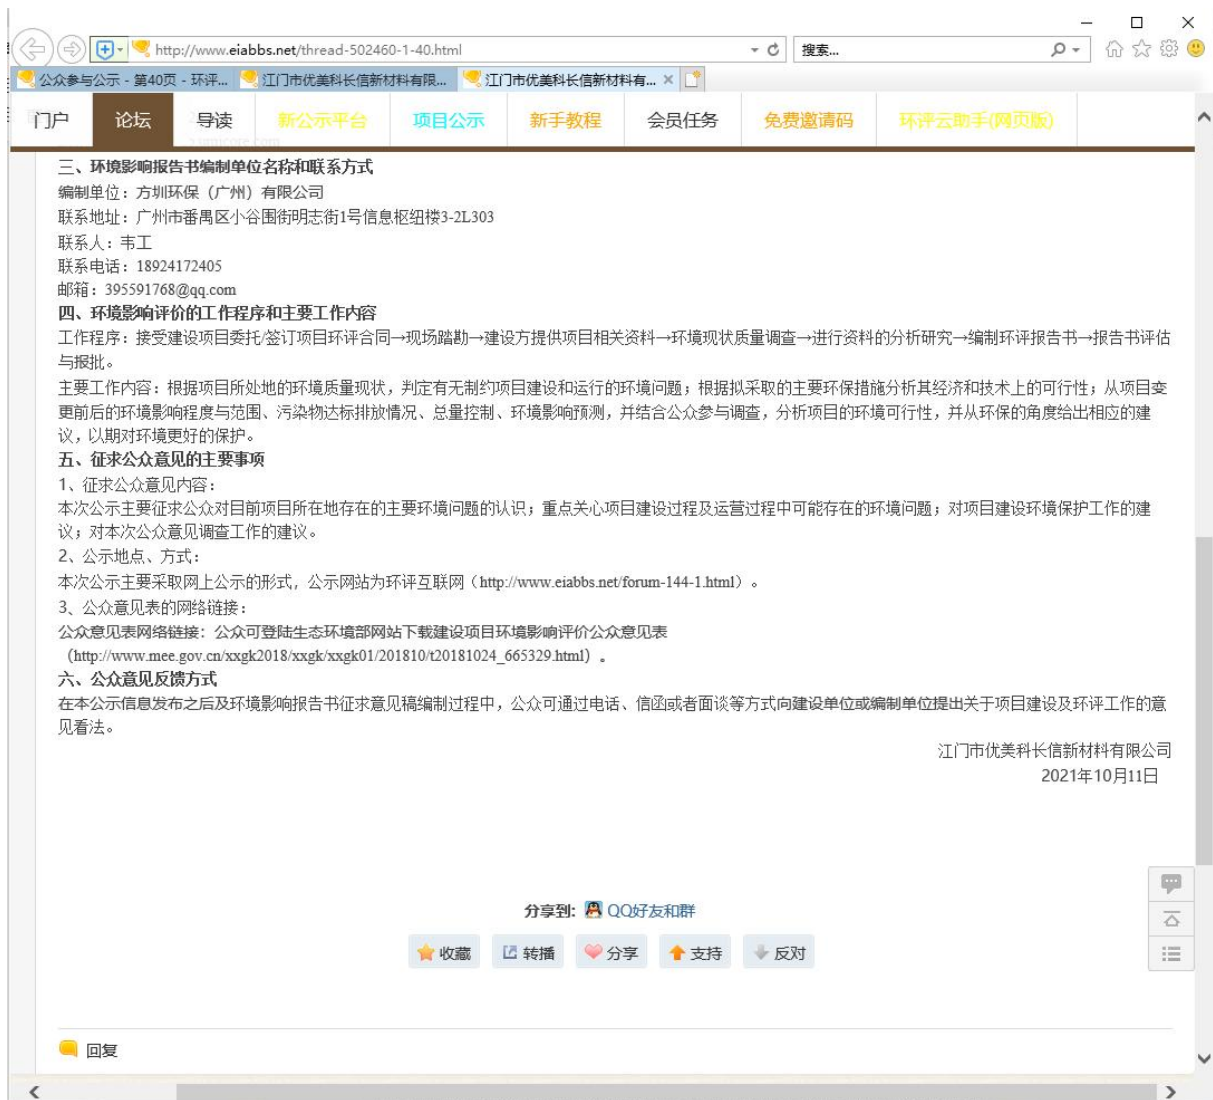 http://www.eiabbs.net/thread-502460-1-40.html
搜索...
公众参与公示 - 第40页 - 环评...
江门市优美科长信新材料有限...
江门市优美科长信新材料有...
门户
论坛
导读
新公示平台
项目公示
新手教程
会员任务
免费邀请码
环评云助手(网页版)
三、环境影响报告书编制单位名称和联系方式
编制单位：方圳环保（广州）有限公司
联系地址：广州市番禺区小谷围街明志街1号信息枢纽楼3-2L303
联系人：韦工
联系电话：18924172405
邮箱：395591768@qq.com
四、环境影响评价的工作程序和主要工作内容
工作程序：接受建设项目委托/签订项目环评合同→现场踏勘→建设方提供项目相关资料→环境现状质量调查→进行资料的分析研究→编制环评报告书→报告书评估
与报批。
主要工作内容：根据项目所处地的环境质量现状，判定有无制约项目建设和运行的环境问题；根据拟采取的主要环保措施分析其经济和技术上的可行性；从项目变
更前后的环境影响程度与范围、污染物达标排放情况、总量控制、环境影响预测，并结合公众参与调查，分析项目的环境可行性，并从环保的角度给出相应的建
议，以期对环境更好的保护。
五、征求公众意见的主要事项
1、征求公众意见内容：
本次公示主要征求公众对目前项目所在地存在的主要环境问题的认识；重点关心项目建设过程及运营过程中可能存在的环境问题；对项目建设环境保护工作的建
议；对本次公众意见调查工作的建议。
2、公示地点、方式：
本次公示主要采取网上公示的形式，公示网站为环评互联网（http://www.eiabbs.net/forum-144-1.html）。
3、公众意见表的网络链接：
公众意见表网络链接：公众可登陆生态环境部网站下载建设项目环境影响评价公众意见表
（http://www.mee.gov.cn/xxgk2018/xxgk/xxgk01/201810/t20181024_665329.html）。
六、公众意见反馈方式
在本公示信息发布之后及环境影响报告书征求意见稿编制过程中，公众可通过电话、信函或者面谈等方式向建设单位或编制单位提出关于项目建设及环评工作的意
见看法。
江门市优美科长信新材料有限公司
2021年10月11日
分享到: QQ好友和群
收藏 转播 分享 支持 反对
回复